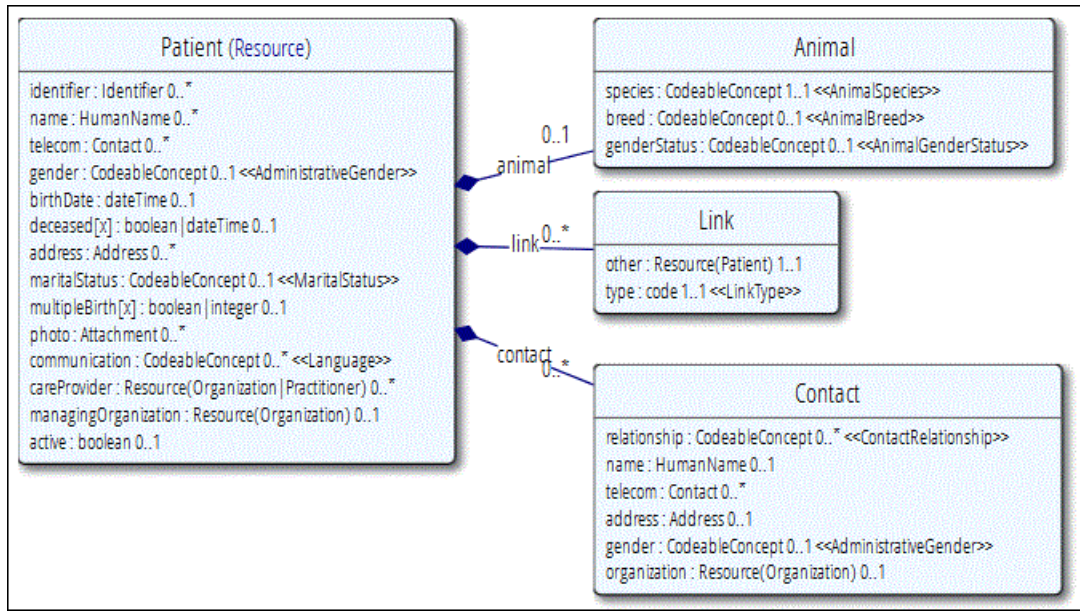 Patient (Resource)
identifier : Identifier 0..*
name : HumanName 0..*
telecom : Contact 0..*
gender : CodeableConcept 0..1 <<AdministrativeGender>>
birthDate : dateTime 0..1
deceased[x] : boolean|dateTime 0..1
address : Address 0..*
maritalStatus : CodeableConcept 0..1 <<MaritalStatus>>
multipleBirth[x] : boolean|integer 0..1
photo : Attachment 0..*
communication : CodeableConcept 0..* <<Language>>
careProvider : Resource(Organization|Practitioner) 0..*
managingOrganization : Resource(Organization) 0..1
active : boolean 0..1
0..1
animal
link 0..*
contact
0..*
Animal
species : CodeableConcept 1..1 <<AnimalSpecies>>
breed : CodeableConcept 0..1 <<AnimalBreed>>
genderStatus : CodeableConcept 0..1 <<AnimalGenderStatus>>
Link
other : Resource(Patient) 1..1
type : code 1..1 <<LinkType>>
Contact
relationship : CodeableConcept 0..* <<ContactRelationship>>
name : HumanName 0..1
telecom : Contact 0..*
address : Address 0..1
gender : CodeableConcept 0..1 <<AdministrativeGender>>
organization : Resource(Organization) 0..1